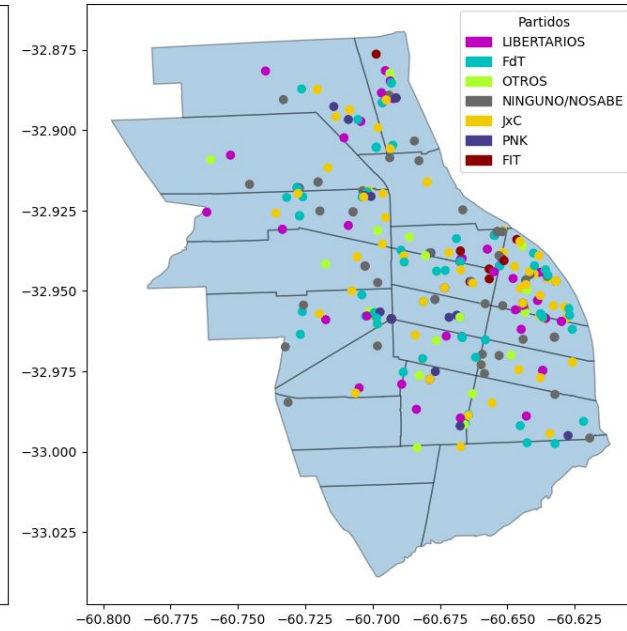 Partidos
LIBERTARIOS
FdT
OTROS
NINGUNO/NOSABE
JxC
PNK
FIT
−32.875
−32.900
−32.925
−32.950
−32.975
−33.000
−33.025
−60.800 −60.775 −60.750 −60.725 −60.700 −60.675 −60.650 −60.625